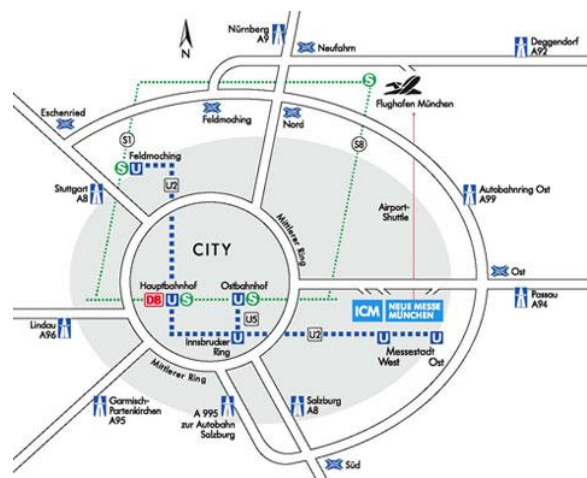 Nürnberg
A9
N
Neufahrn
Deggendorf
A92
S
Flughafen München
Eschenried
Feldmoching
Nord
S1
S8
S
U
Feldmoching
U2
Stuttgart
A8
Autobahnring Ost
A99
Mittlerer Ring
Airport-
Shuttle
CITY
Hauptbahnhof
DB
U
S
Ostbahnhof
U
S
Ost
Passau
A94
ICM
NEUE MESSE
MÜNCHEN
U5
Lindau
A96
Innsbrucker
Ring
U
U2
U
U
Messestadt
West
Ost
Mittlerer Ring
Garmisch-
Partenkirchen
A95
A 995
zur Autobahn
Salzburg
Salzburg
A8
Süd